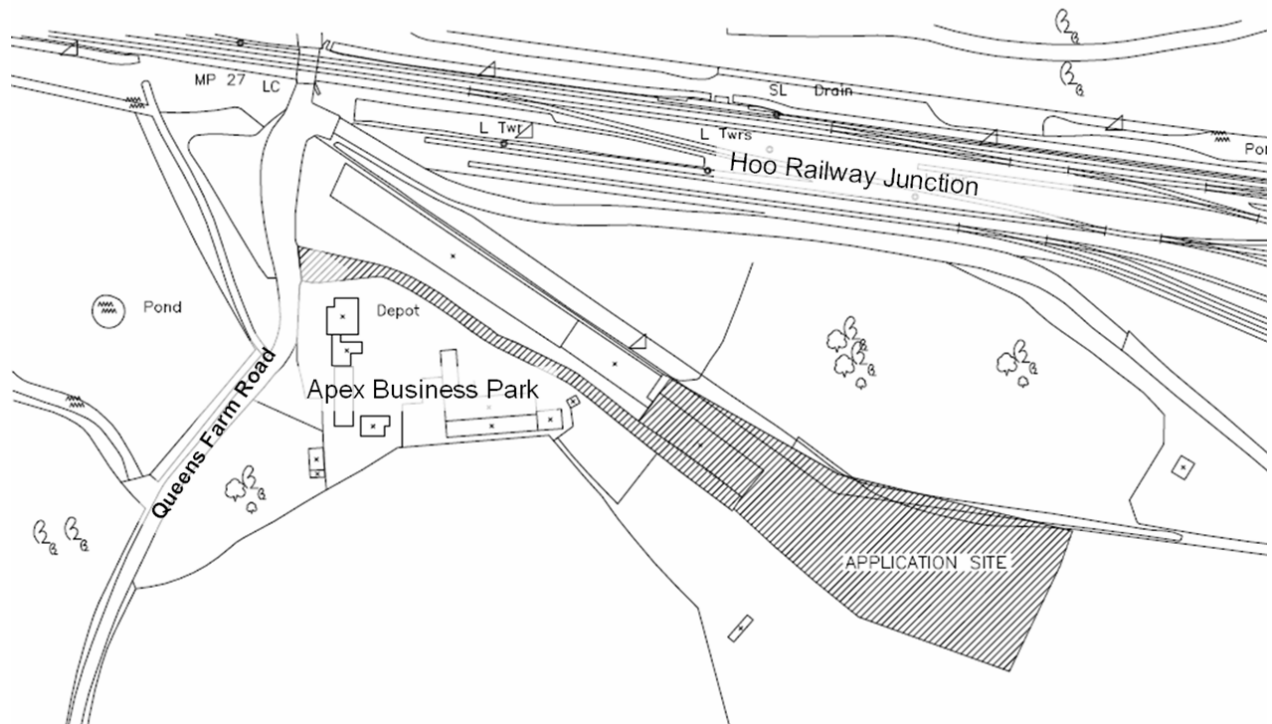 MP 27 LC
SL Drain
L Twr
L Twrs
Hoo Railway Junction
Pond
Depot
Apex Business Park
Queens Farm Road
APPLICATION SITE